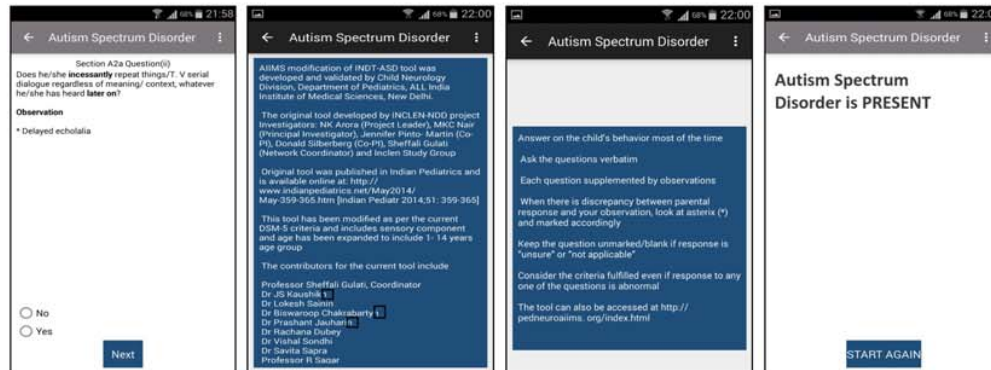 68% 21:58
Autism Spectrum Disorder
Section A2a Question(ii)
Does he/she incessantly repeat things/T. V serial
dialogue regardless of meaning/ context, whatever
he/she has heard later on?
Observation
* Delayed echolalia
No
Yes
Next
68% 22:00
Autism Spectrum Disorder
AIIMS modification of INDT-ASD tool was
developed and validated by Child Neurology
Division, Department of Pediatrics, ALL India
Institute of Medical Sciences, New Delhi.
The original tool developed by INCLEN-NDD project
Investigators: NK Arora (Project Leader), MKC Nair
(Principal Investigator), Jennifer Pinto- Martin (Co-
PI), Donald Silberberg (Co-PI), Sheffali Gulati
(Network Coordinator) and Inclen Study Group
Original tool was published in Indian Pediatrics and
is available online at: http://
www.indianpediatrics.net/May2014/
May-359-365.htm [Indian Pediatr 2014;51: 359-365]
This tool has been modified as per the current
DSM-5 criteria and includes sensory component
and age has been expanded to include 1- 14 years
age group
The contributors for the current tool include
Professor Sheffali Gulati, Coordinator
Dr JS Kaushik
Dr Lokesh Sainin
Dr Biswaroop Chakrabartyn
Dr Prashant Jauharin
Dr Rachana Dubey
Dr Vishal Sondhi
Dr Savita Sapra
Professor R Sagar
68% 22:00
Autism Spectrum Disorder
Answer on the child's behavior most of the time
Ask the questions verbatim
Each question supplemented by observations
When there is discrepancy between parental
response and your observation, look at asterix (*)
and marked accordingly
Keep the question unmarked/blank if response is
"unsure" or "not applicable"
Consider the criteria fulfilled even if response to any
one of the questions is abnormal
The tool can also be accessed at http://
pedneuroaiims. org/index.html
68%
Autism Spectrum Disorder
Autism Spectrum
Disorder is PRESENT
START AGAIN